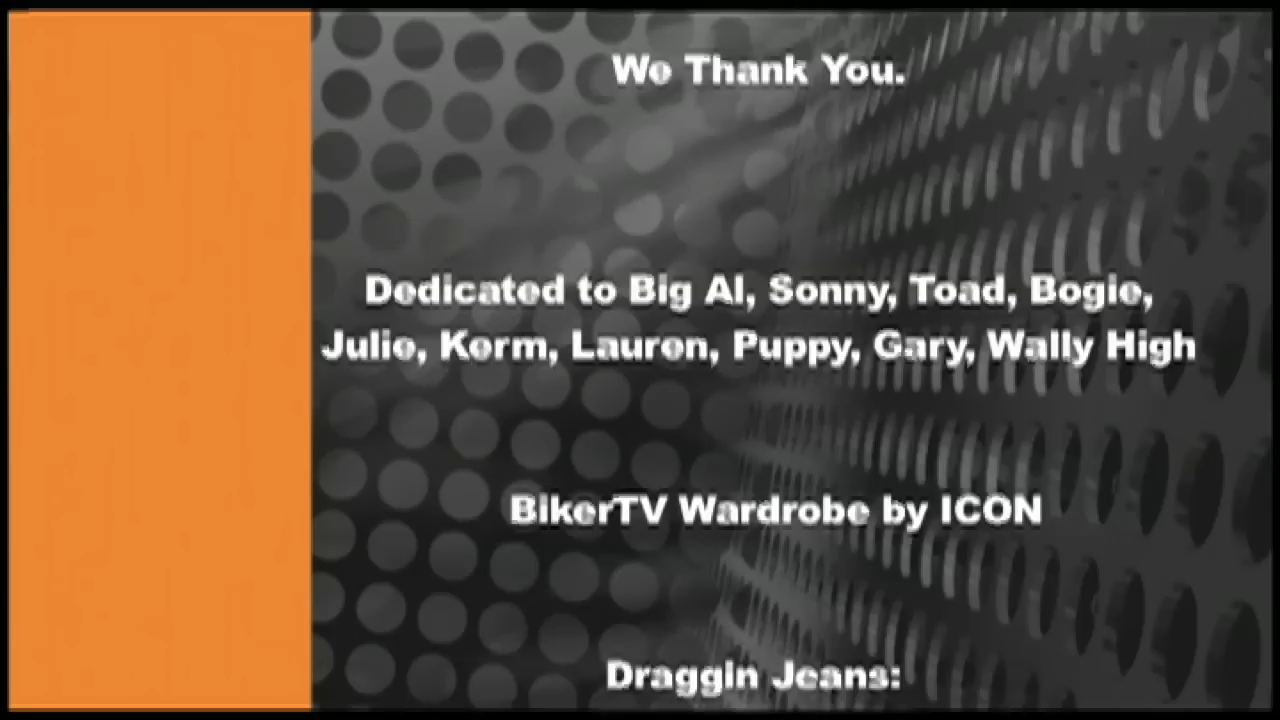 We Thank You.
Dedicated to Big Al, Sonny, Toad, Bogie,
Julie, Kerm, Lauren, Puppy, Gary, Wally High
BikerTV Wardrobe by ICON
Draggin Jeans: